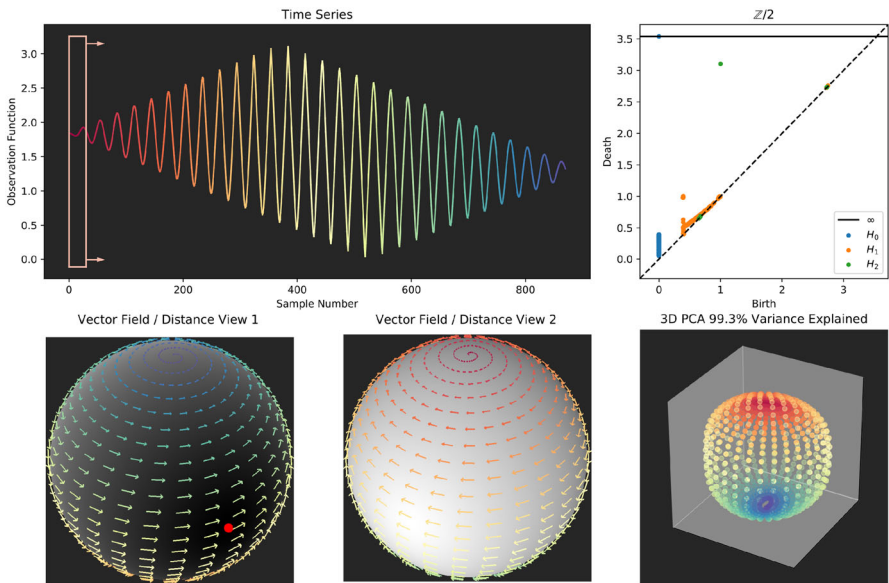 Time Series
Observation Function
3.0
2.5
2.0
1.5
1.0
0.5
0.0
0
200
400
600
800
Sample Number
ℤ/2
Death
3.5
3.0
2.5
2.0
1.5
1.0
0.5
0.0
∞
H₀
H₁
H₂
0
1
2
3
Birth
Vector Field / Distance View 1
Vector Field / Distance View 2
3D PCA 99.3% Variance Explained